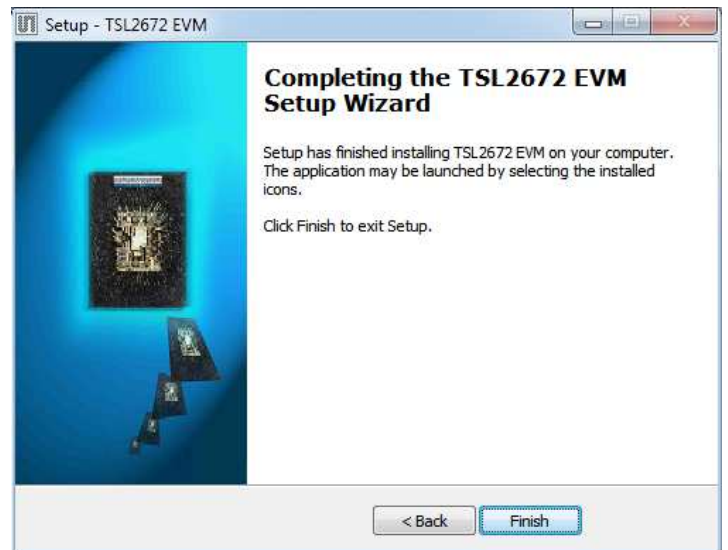 Setup - TSL2672 EVM
Completing the TSL2672 EVM
Setup Wizard
Setup has finished installing TSL2672 EVM on your computer.
The application may be launched by selecting the installed
icons.
Click Finish to exit Setup.
< Back
Finish